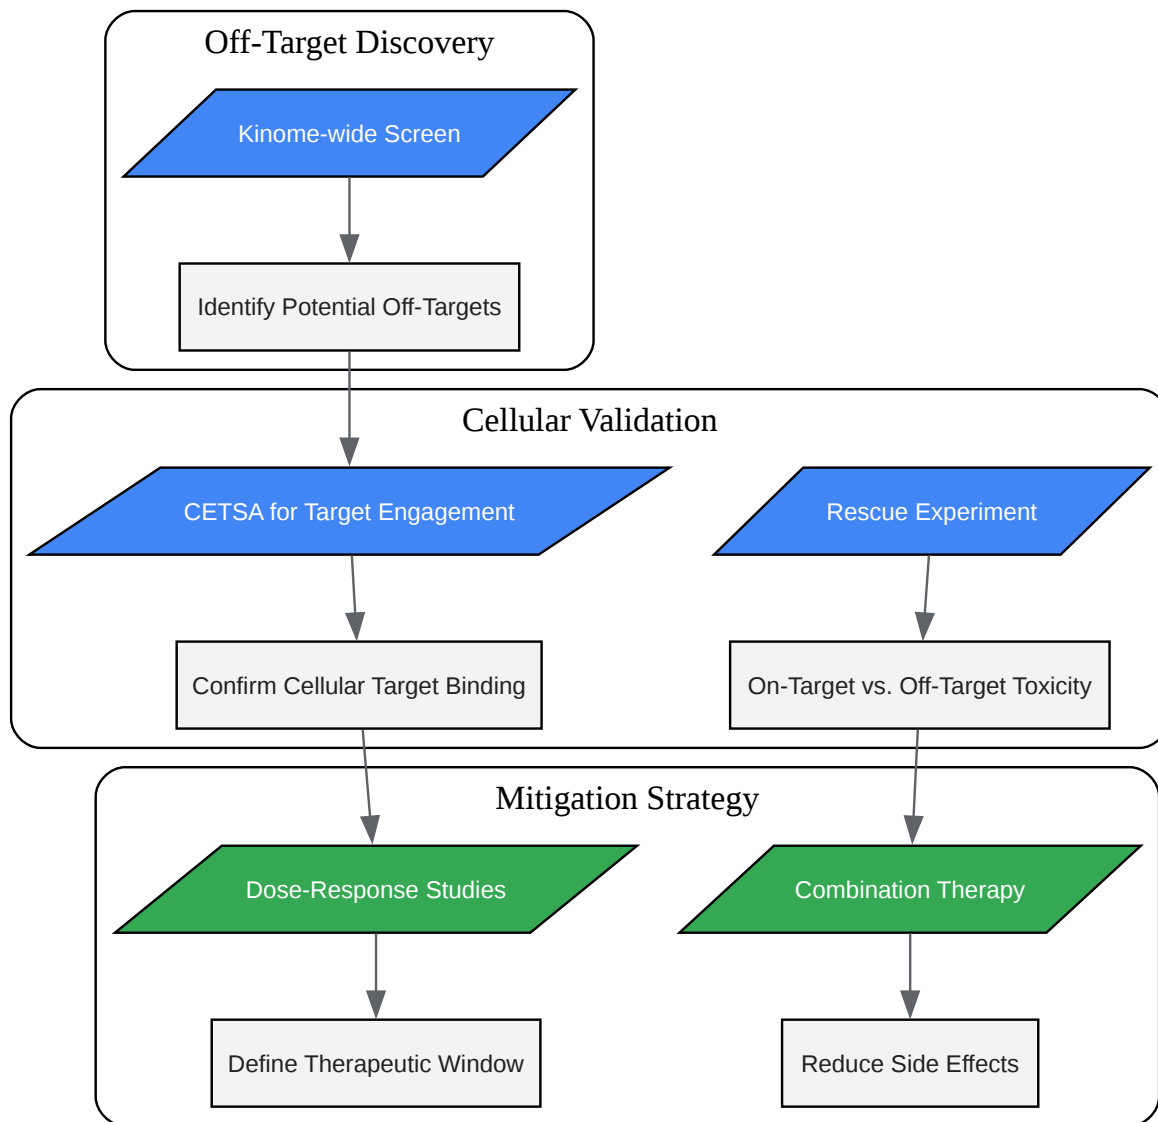 Off-Target Discovery
Kinome-wide Screen
Identify Potential Off-Targets
Cellular Validation
CETSA for Target Engagement
Rescue Experiment
Confirm Cellular Target Binding
On-Target vs. Off-Target Toxicity
Mitigation Strategy
Dose-Response Studies
Combination Therapy
Define Therapeutic Window
Reduce Side Effects